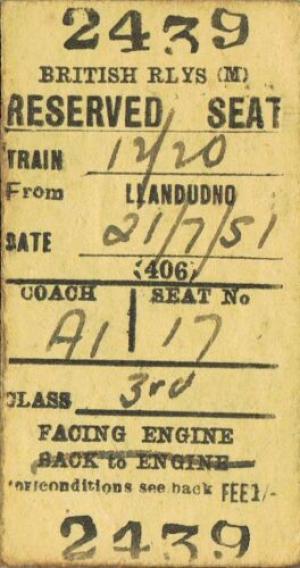 2439
BRITISH RLYS (M)
RESERVED SEAT
TRAIN 12/20
From LLANDUDNO
DATE 21/7/51
(406)
COACH SEAT No
A1 17
CLASS 3rd
FACING ENGINE
BACK to ENGINE
For conditions see back FEE 1/-
2439